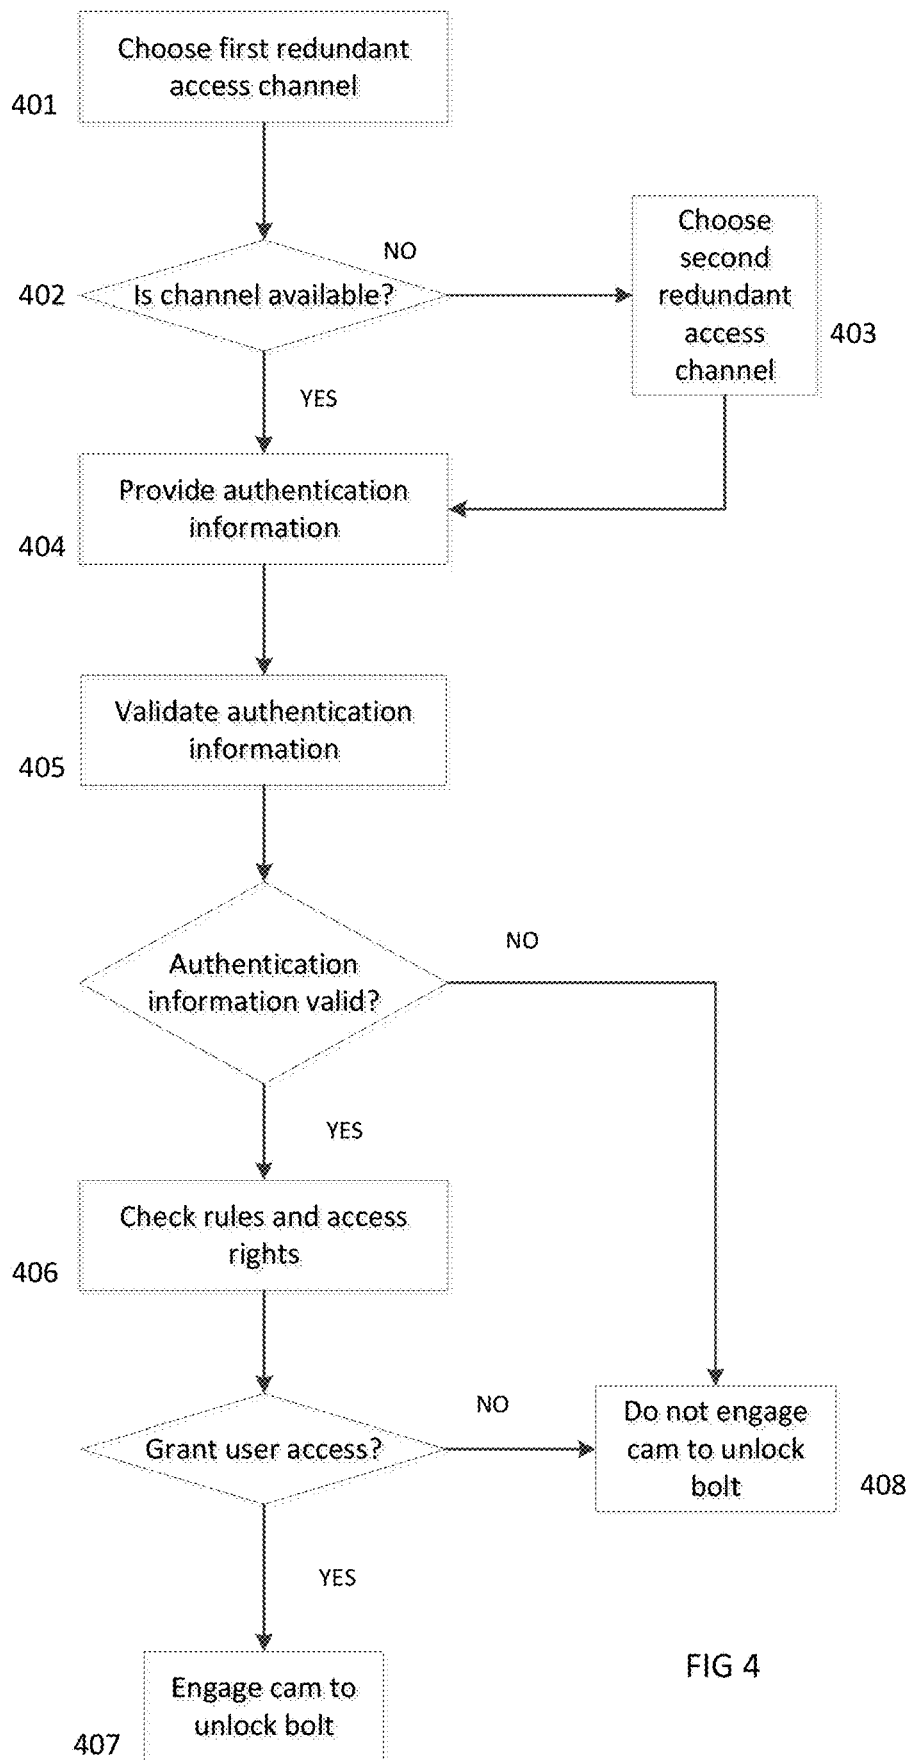 Choose first redundant
access channel
401
NO
Is channel available?
402
Choose
second
redundant
access
channel
403
YES
Provide authentication
information
404
Validate authentication
information
405
NO
Authentication
information valid?
YES
Check rules and access
rights
406
NO
Grant user access?
Do not engage
cam to unlock
bolt
408
YES
Engage cam to
unlock bolt
407
FIG 4